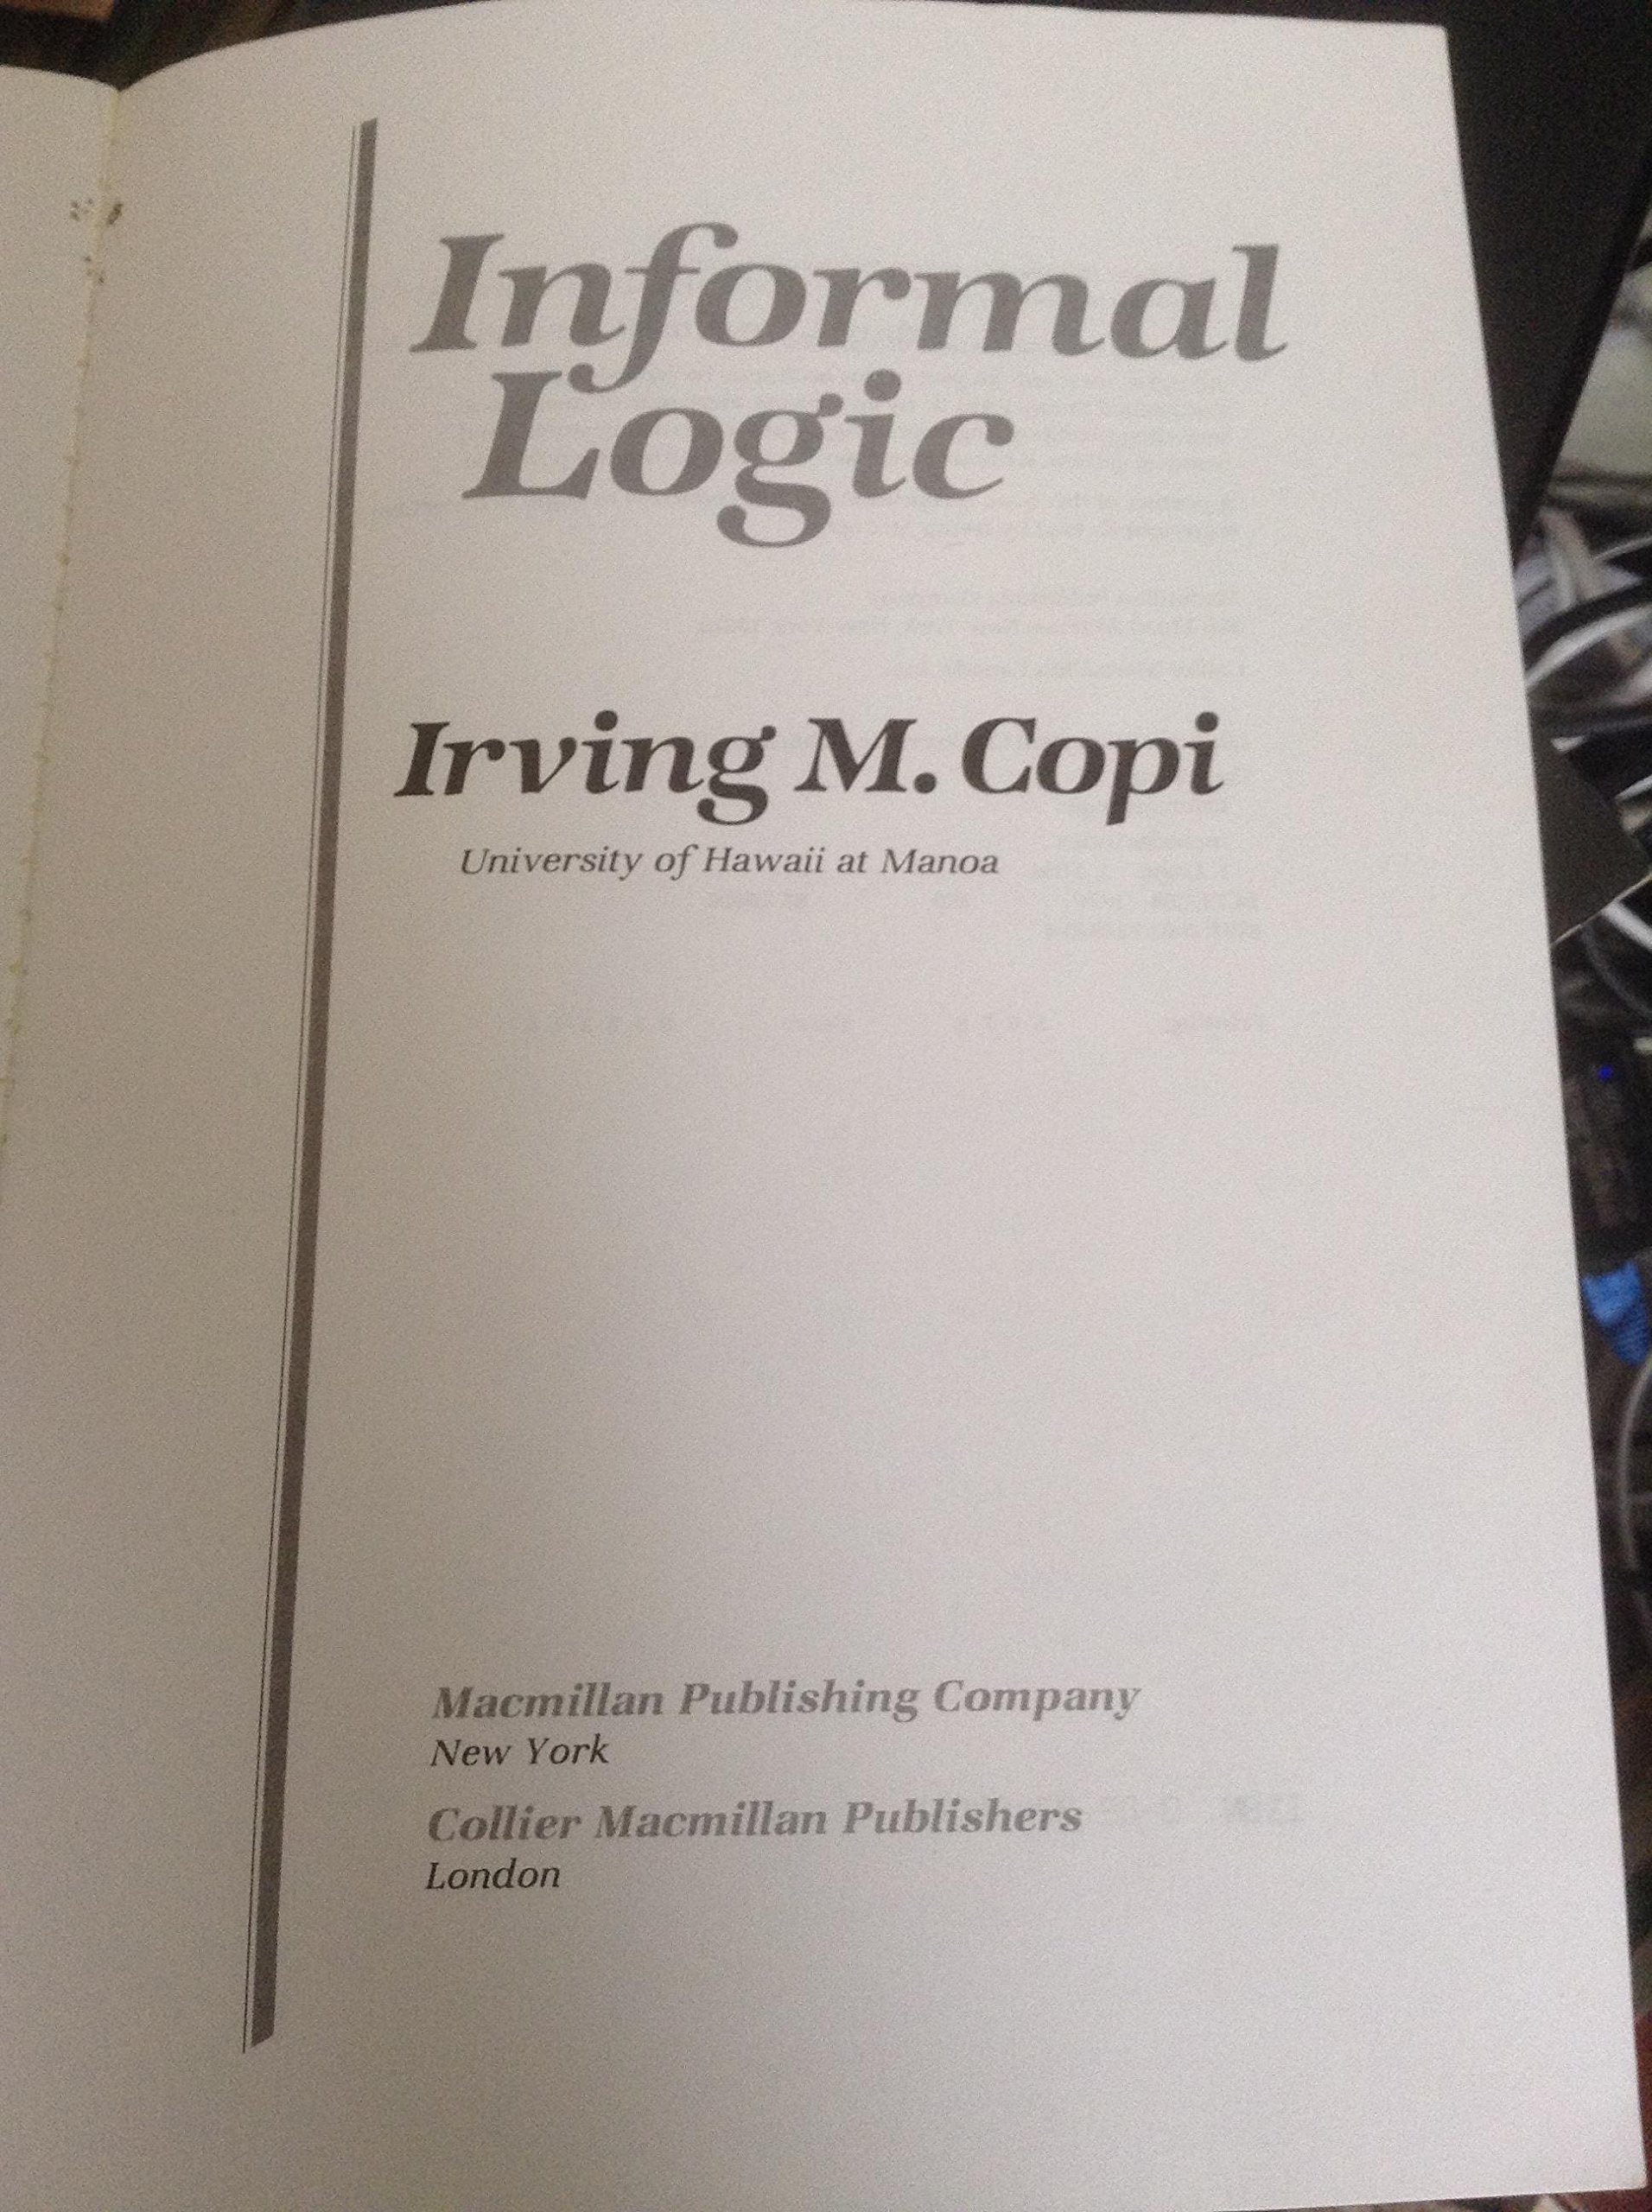 Informal
Logic
Irving M. Copi
University of Hawaii at Manoa
Macmillan Publishing Company
New York
Collier Macmillan Publishers
London